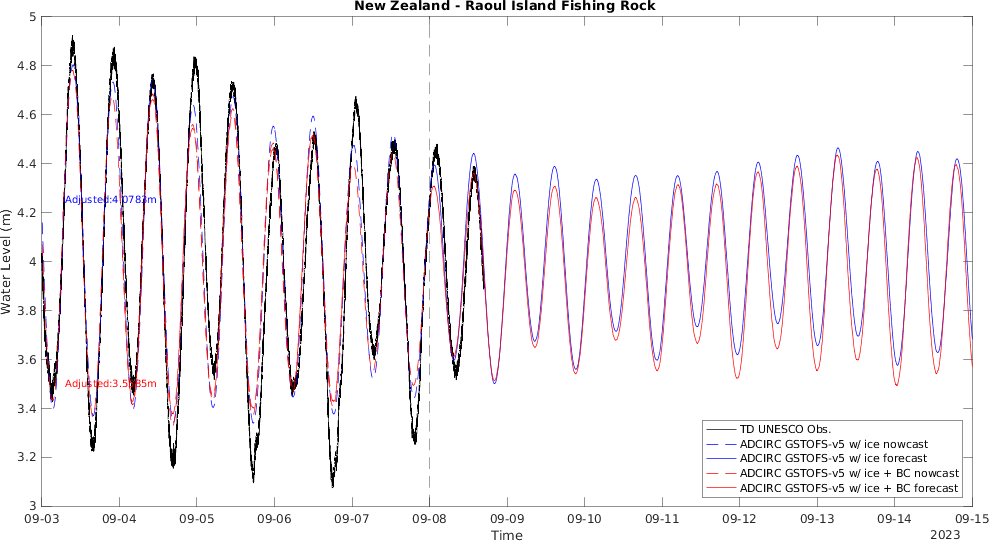 New Zealand - Raoul Island Fishing Rock
5
4.8
4.6
4.4
4.2
4
3.8
3.6
3.4
3.2
3
Water Level (m)
Adjusted:4.0783m
TD UNESCO Obs.
ADCIRC GSTOFS-v5 w/ ice nowcast
ADCIRC GSTOFS-v5 w/ ice forecast
ADCIRC GSTOFS-v5 w/ ice + BC nowcast
ADCIRC GSTOFS-v5 w/ ice + BC forecast
09-03
09-04
09-05
09-06
09-07
09-08
09-09
09-10
09-11
09-12
09-13
09-14
09-15
Time
2023